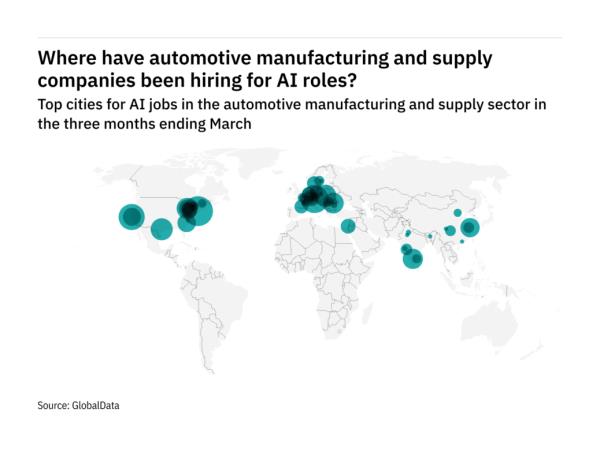 Where have automotive manufacturing and supply
companies been hiring for AI roles?
Top cities for AI jobs in the automotive manufacturing and supply sector in
the three months ending March
Source: GlobalData